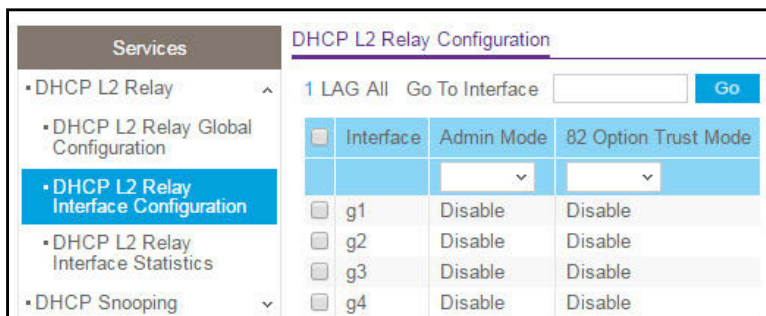 Services
DHCP L2 Relay
DHCP L2 Relay Global
Configuration
DHCP L2 Relay
Interface Configuration
DHCP L2 Relay
Interface Statistics
DHCP Snooping
DHCP L2 Relay Configuration
1 LAG All Go To Interface Go
Interface Admin Mode 82 Option Trust Mode
g1 Disable Disable
g2 Disable Disable
g3 Disable Disable
g4 Disable Disable